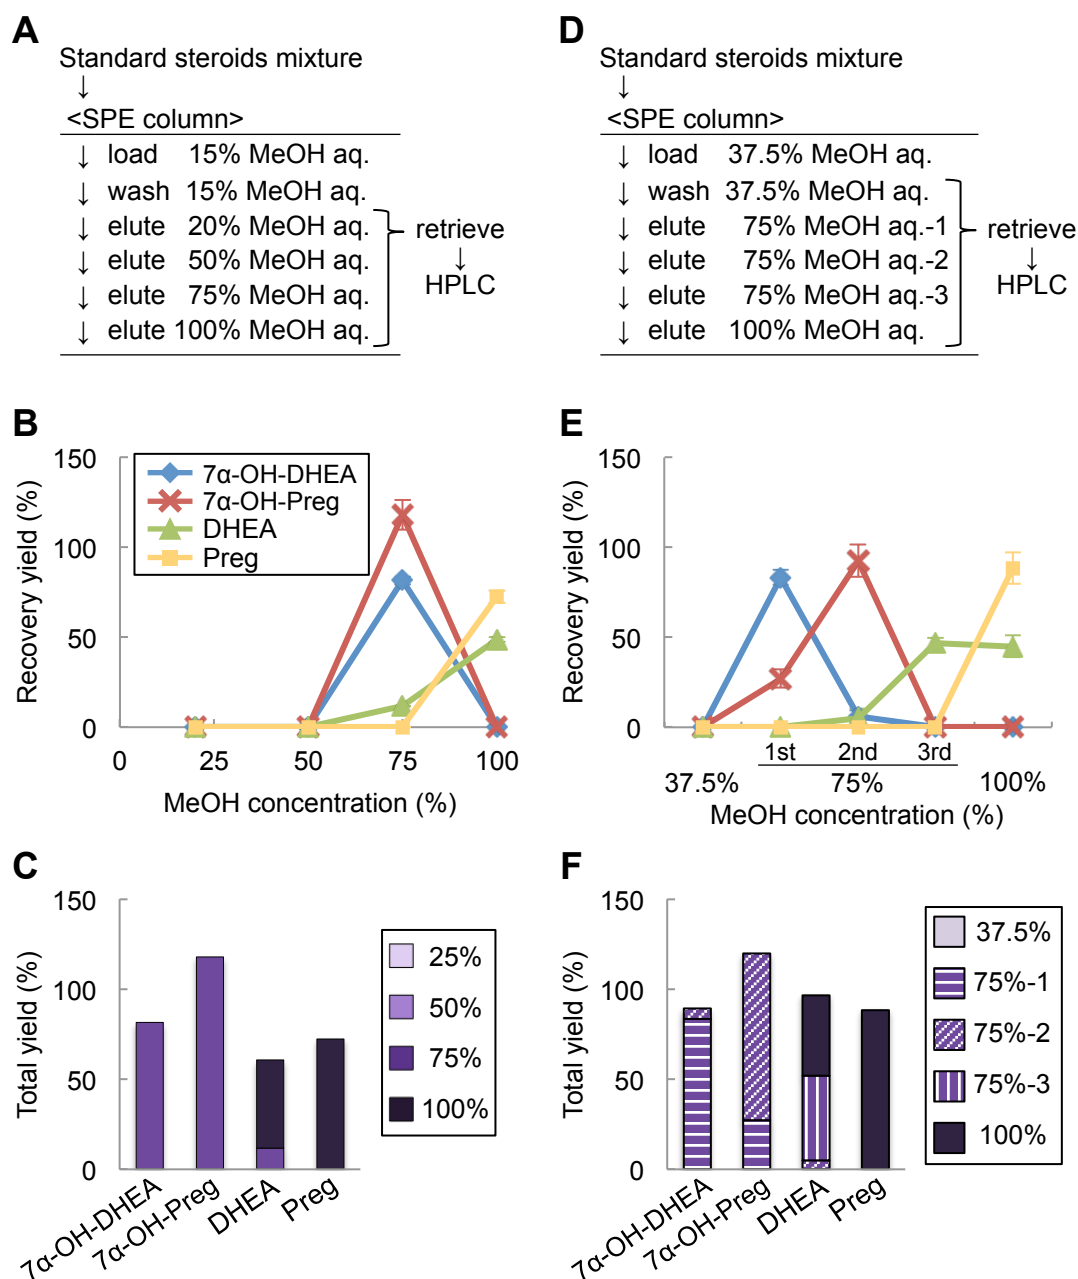 A
Standard steroids mixture
↓
<SPE column>
↓ load 15% MeOH aq.
↓ wash 15% MeOH aq.
↓ elute 20% MeOH aq.
↓ elute 50% MeOH aq.
↓ elute 75% MeOH aq.
↓ elute 100% MeOH aq.
retrieve
↓
HPLC
D
Standard steroids mixture
↓
<SPE column>
↓ load 37.5% MeOH aq.
↓ wash 37.5% MeOH aq.
↓ elute 75% MeOH aq.-1
↓ elute 75% MeOH aq.-2
↓ elute 75% MeOH aq.-3
↓ elute 100% MeOH aq.
retrieve
↓
HPLC
B
Recovery yield (%)
150
100
50
0
7α-OH-DHEA
7α-OH-Preg
DHEA
Preg
0 25 50 75 100
MeOH concentration (%)
E
Recovery yield (%)
150
100
50
0
1st 2nd 3rd
37.5% 75% 100%
MeOH concentration (%)
C
Total yield (%)
150
100
50
0
25%
50%
75%
100%
7α-OH-DHEA
7α-OH-Preg
DHEA
Preg
F
Total yield (%)
150
100
50
0
37.5%
75%-1
75%-2
75%-3
100%
7α-OH-DHEA
7α-OH-Preg
DHEA
Preg